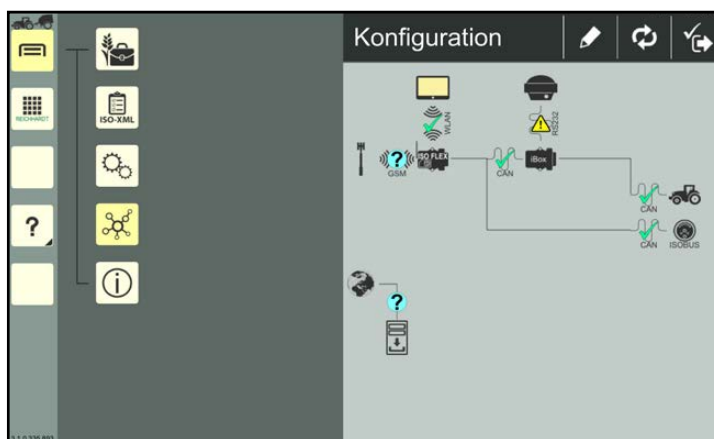 Konfiguration
REICHHARDT
ISO-XML
WLAN
RS232
ISO FLEX
iBox
GSM
CAN
CAN
CAN
ISOBUS
?
?
?